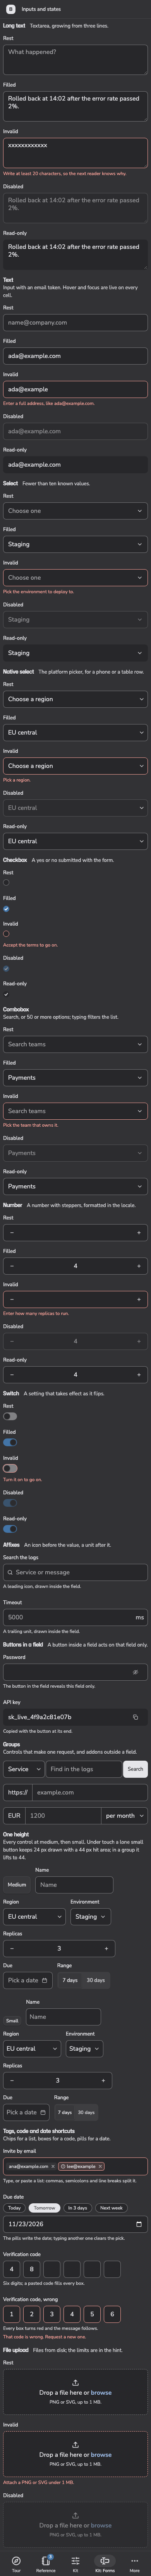 Inputs and states
Long text Textarea, growing from three lines.
Rest
What happened?
Filled
Rolled back at 14:02 after the error rate passed
2%.
Invalid
xxxxxxxxxxxx
Write at least 20 characters, so the next reader knows why.
Disabled
Rolled back at 14:02 after the error rate passed
2%.
Read-only
Rolled back at 14:02 after the error rate passed
2%.
Text
Input with an email token. Hover and focus are live on every
cell.
Rest
name@company.com
Filled
ada@example.com
Invalid
ada@example
Enter a full address, like ada@example.com.
Disabled
ada@example.com
Read-only
ada@example.com
Select Fewer than ten known values.
Rest
Choose one
Filled
Staging
Invalid
Choose one
Pick the environment to deploy to.
Disabled
Staging
Read-only
Staging
Native select The platform picker, for a phone or a table row.
Rest
Choose a region
Filled
EU central
Invalid
Choose a region
Pick a region.
Disabled
EU central
Read-only
EU central
Checkbox A yes or no submitted with the form.
Rest
Filled
Invalid
Accept the terms to go on.
Disabled
Read-only
Combobox
Search, or 50 or more options; typing filters the list.
Rest
Search teams
Filled
Payments
Invalid
Search teams
Pick the team that owns it.
Disabled
Payments
Read-only
Payments
Number A number with steppers, formatted in the locale.
Rest
Filled
4
Invalid
Enter how many replicas to run.
Disabled
4
Read-only
4
Switch A setting that takes effect as it flips.
Rest
Filled
Invalid
Turn it on to go on.
Disabled
Read-only
Affixes An icon before the value, a unit after it.
Search the logs
Service or message
A leading icon, drawn inside the field.
Timeout
5000 ms
A trailing unit, drawn inside the field.
Buttons in a field A button inside a field acts on that field only.
Password
The button in the field reveals this field only.
API key
sk_live_4f9a2c81e07b
Copied with the button at its end.
Groups
Controls that make one request, and addons outside a field.
Service Find in the logs Search
https:// example.com
EUR 1200 per month
One height
Every control at medium, then small. Under touch a lone small
button keeps 24 px drawn with a 44 px hit area; in a group it
lifts to 44.
Name
Medium Name
Region Environment
EU central Staging
Replicas
3
Due Range
Pick a date 7 days 30 days
Name
Small Name
Region Environment
EU central Staging
Replicas
3
Due Range
Pick a date 7 days 30 days
Tags, code and date shortcuts
Chips for a list, boxes for a code, pills for a date.
Invite by email
ana@example.com lee@example
Type, or paste a list: commas, semicolons and line breaks split it.
Due date
Today Tomorrow In 3 days Next week
11/23/2026
The pills write the date; typing another one clears the pick.
Verification code
4 8
Six digits; a pasted code fills every box.
Verification code, wrong
1 2 3 4 5 6
Every box turns red and the message follows.
That code is wrong. Request a new one.
File upload Files from disk; the limits are in the hint.
Rest
Drop a file here or browse
PNG or SVG, up to 1 MB.
Invalid
Drop a file here or browse
PNG or SVG, up to 1 MB.
Attach a PNG or SVG under 1 MB.
Disabled
Drop a file here or browse
PNG or SVG, up to 1 MB.
Tour Reference Kit Kit: Forms More